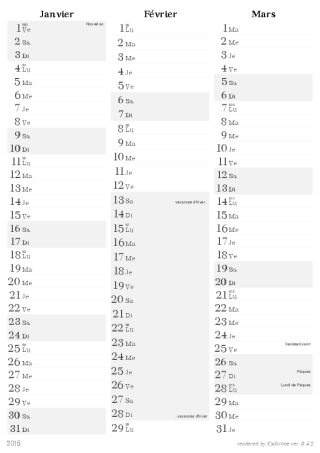 Janvier
1 Ve Nouvel an
2 Sa
3 Di
4 Lu
5 Ma
6 Me
7 Je
8 Ve
9 Sa
10 Di
11 Lu
12 Ma
13 Me
14 Je
15 Ve
16 Sa
17 Di
18 Lu
19 Ma
20 Me
21 Je
22 Ve
23 Sa
24 Di
25 Lu
26 Ma
27 Me
28 Je
29 Ve
30 Sa
31 Di
Février
1 Lu
2 Ma
3 Me
4 Je
5 Ve
6 Sa
7 Di
8 Lu
9 Ma
10 Me
11 Je
12 Ve
13 Sa vacances d'hiver
14 Di
15 Lu
16 Ma
17 Me
18 Je
19 Ve
20 Sa
21 Di
22 Lu
23 Ma
24 Me
25 Je
26 Ve
27 Sa
28 Di vacances d'hiver
29 Lu
Mars
1 Ma
2 Me
3 Je
4 Ve
5 Sa
6 Di
7 Lu
8 Ma
9 Me
10 Je
11 Ve
12 Sa
13 Di
14 Lu
15 Ma
16 Me
17 Je
18 Ve
19 Sa
20 Di
21 Lu
22 Ma
23 Me
24 Je
25 Ve Vendredi saint
26 Sa
27 Di Pâques
28 Lu Lundi de Pâques
29 Ma
30 Me
31 Je
2016
rendered by Callirhoe ver. 0.4.2